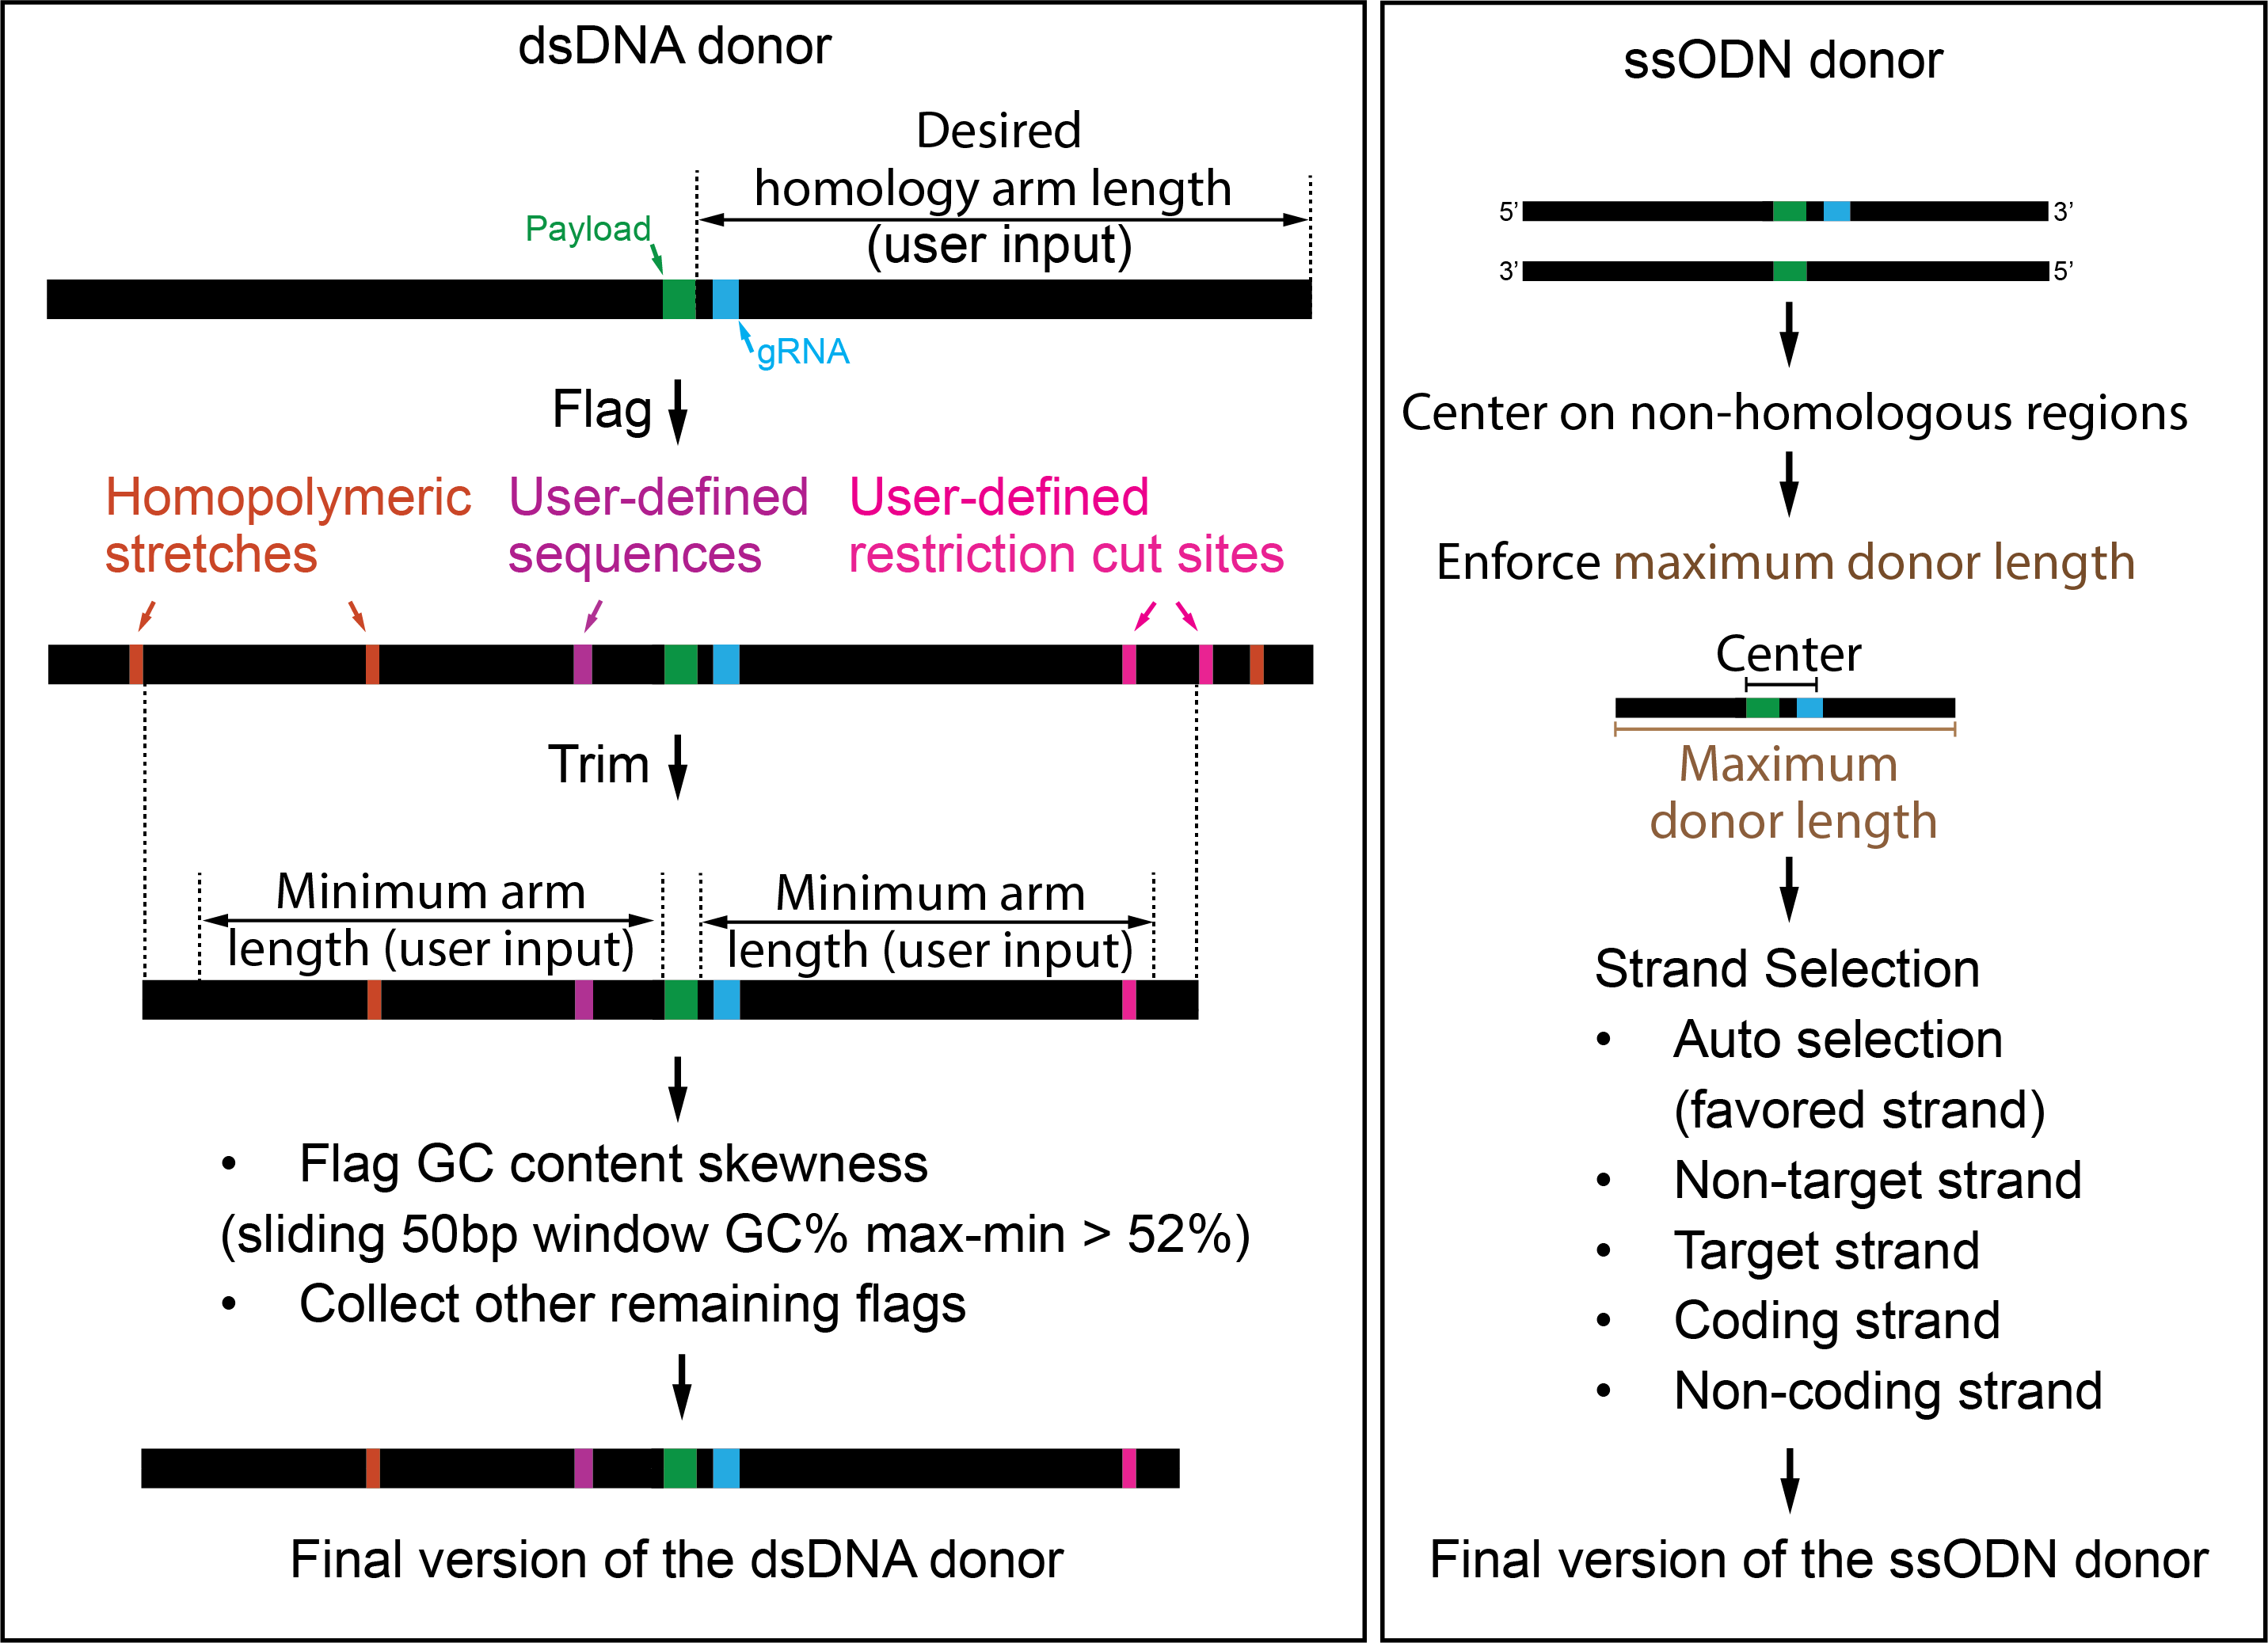 dsDNA donor
Desired
homology arm length
(user input)
Payload
gRNA
Flag
Homopolymeric
stretches
User-defined
sequences
User-defined
restriction cut sites
Trim
Minimum arm
length (user input)
Minimum arm
length (user input)
• Flag GC content skewness
(sliding 50bp window GC% max-min > 52%)
• Collect other remaining flags
Final version of the dsDNA donor
ssODN donor
5’ 3’
3’ 5’
Center on non-homologous regions
Enforce maximum donor length
Center
Maximum
donor length
Strand Selection
• Auto selection
(favored strand)
• Non-target strand
• Target strand
• Coding strand
• Non-coding strand
Final version of the ssODN donor